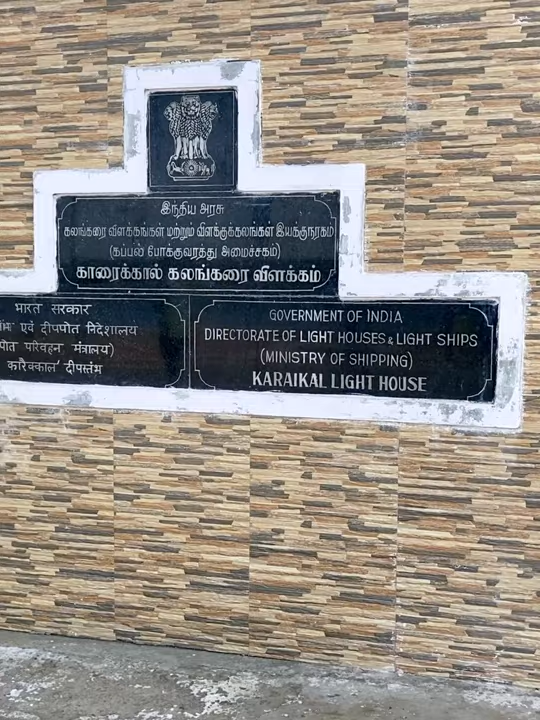 இந்திய அரசு
கலங்கரை விளக்கங்கள் மற்றும் விளக்குக்கலங்கள் இயக்குநரகம்
(கப்பல் போக்குவரத்து அமைச்சகம்)
காரைக்கால் கலங்கரை விளக்கம்
भारत सरकार
एवं दीपपोत निदेशालय
परिवहन मंत्रालय)
कारैक्काल दीपस्तंभ
GOVERNMENT OF INDIA
DIRECTORATE OF LIGHT HOUSES & LIGHT SHIPS
(MINISTRY OF SHIPPING)
KARAIKAL LIGHT HOUSE